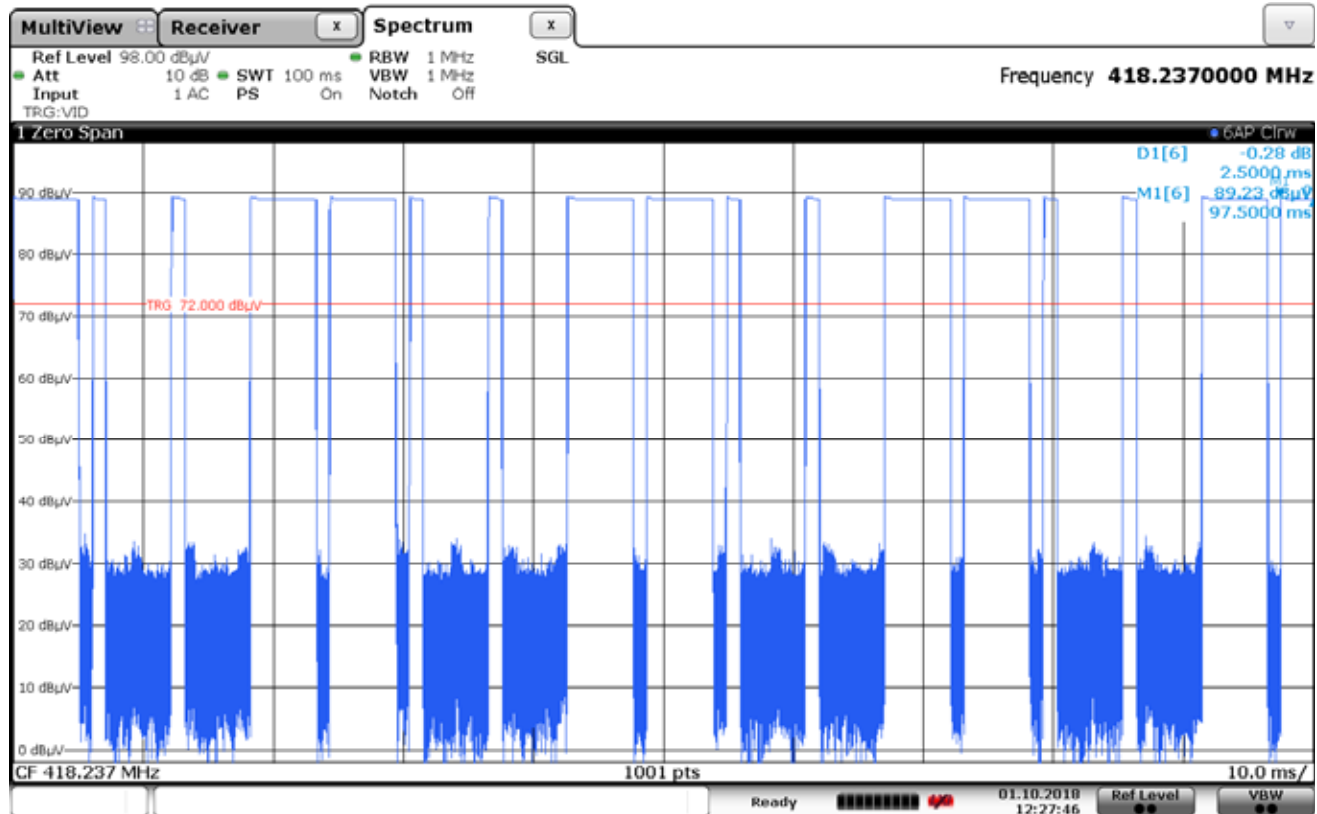 MultiView Receiver X Spectrum X
Ref Level 98.00 dBµV RBW 1 MHz SGL
Att 10 dB SWT 100 ms VBW 1 MHz
Frequency 418.2370000 MHz
Input 1 AC PS On Notch Off
TRG:VID
1 Zero Span 6AP Clrw
D1[6] -0.28 dB
2.5000 ms
M1[6] 89.23 dBµV
97.5000 ms
90 dBµV
80 dBµV
TRG 72.000 dBµV
70 dBµV
60 dBµV
50 dBµV
40 dBµV
30 dBµV
20 dBµV
10 dBµV
0 dBµV
CF 418.237 MHz 1001 pts 10.0 ms/
Ready 01.10.2018 Ref Level VBW
12:27:46